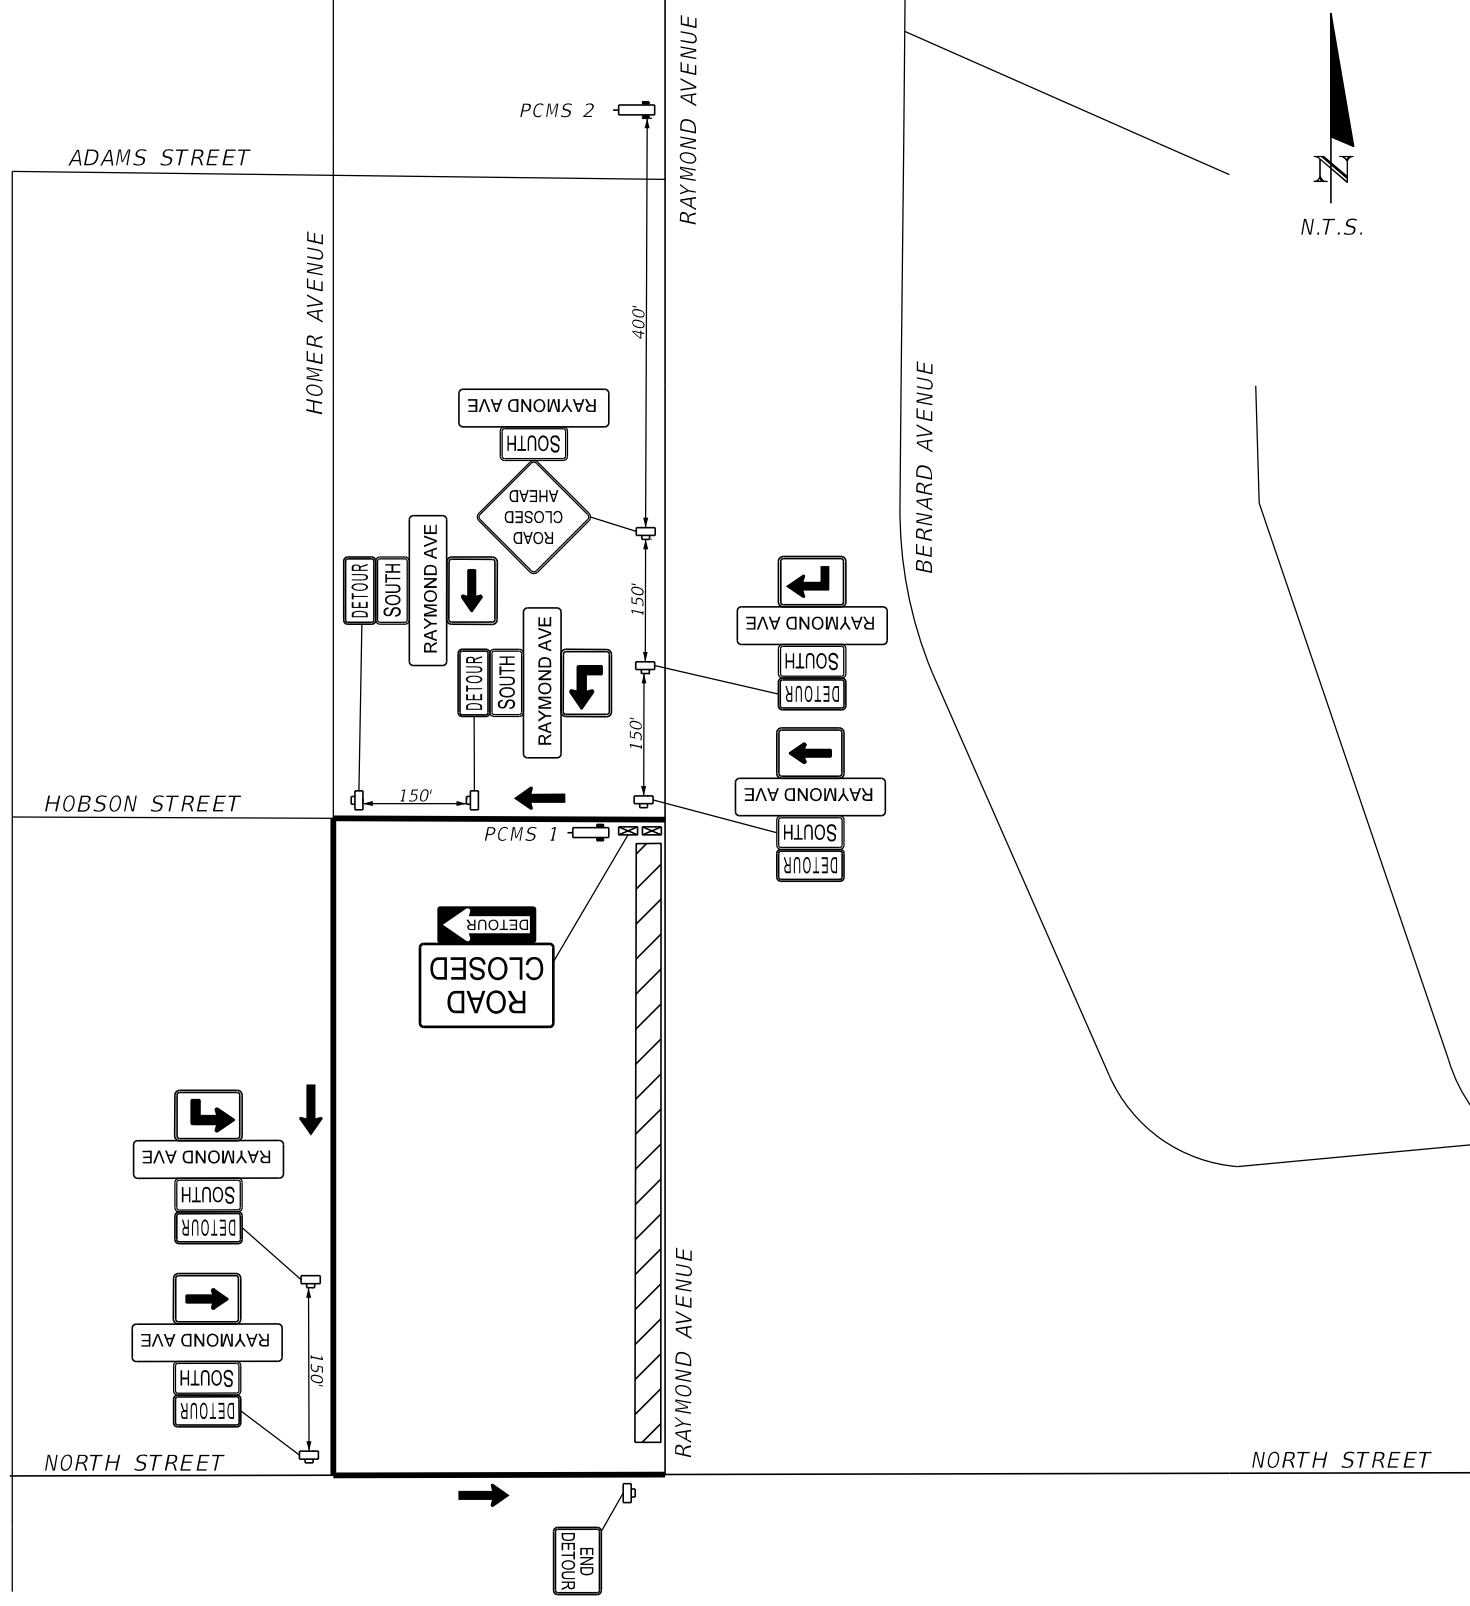 RAYMOND AVENUE
PCMS 2
ADAMS STREET
N
N.T.S.
HOMER AVENUE
400'
BERNARD AVENUE
RAYMOND AVE
SOUTH
ROAD
CLOSED
AHEAD
DETOUR
SOUTH
RAYMOND AVE
150'
DETOUR
SOUTH
RAYMOND AVE
150'
DETOUR
SOUTH
RAYMOND AVE
DETOUR
SOUTH
RAYMOND AVE
HOBSON STREET
150'
PCMS 1
DETOUR
ROAD
CLOSED
DETOUR
SOUTH
RAYMOND AVE
DETOUR
SOUTH
RAYMOND AVE
150'
RAYMOND AVENUE
NORTH STREET
NORTH STREET
END
DETOUR